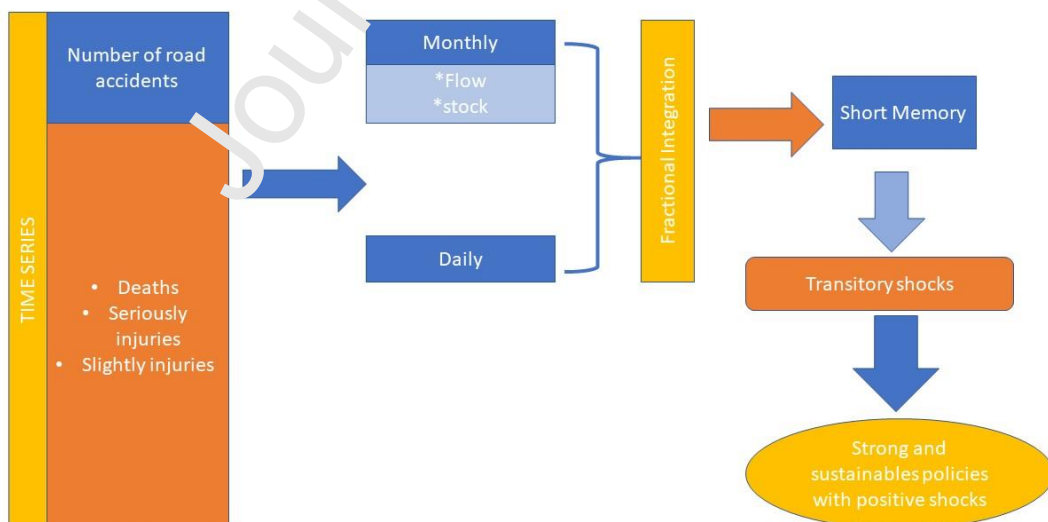 TIME SERIES
Number of road
accidents
• Deaths
• Seriously
injuries
• Slightly injuries
Monthly
*Flow
*stock
Daily
Fractional Integration
Short Memory
Transitory shocks
Strong and
sustainables policies
with positive shocks
Jour